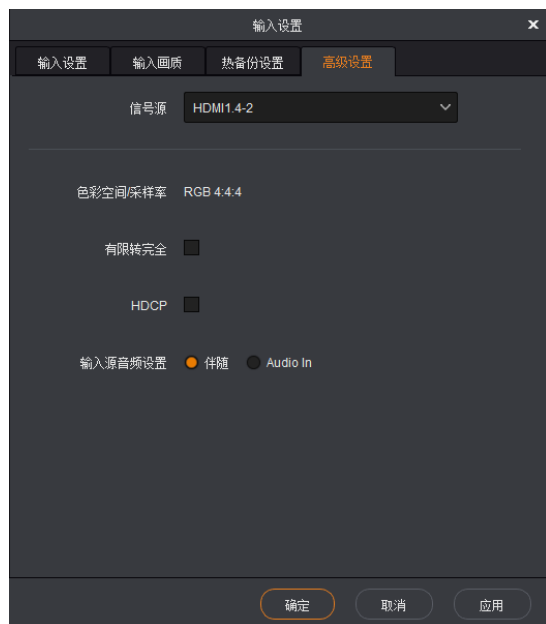 输入设置
输入设置 输入画质 热备份设置 高级设置
信号源 HDMI1.4-2
色彩空间/采样率 RGB 4:4:4
有限转完全
HDCP
输入源音频设置 伴随 Audio In
确定 取消 应用